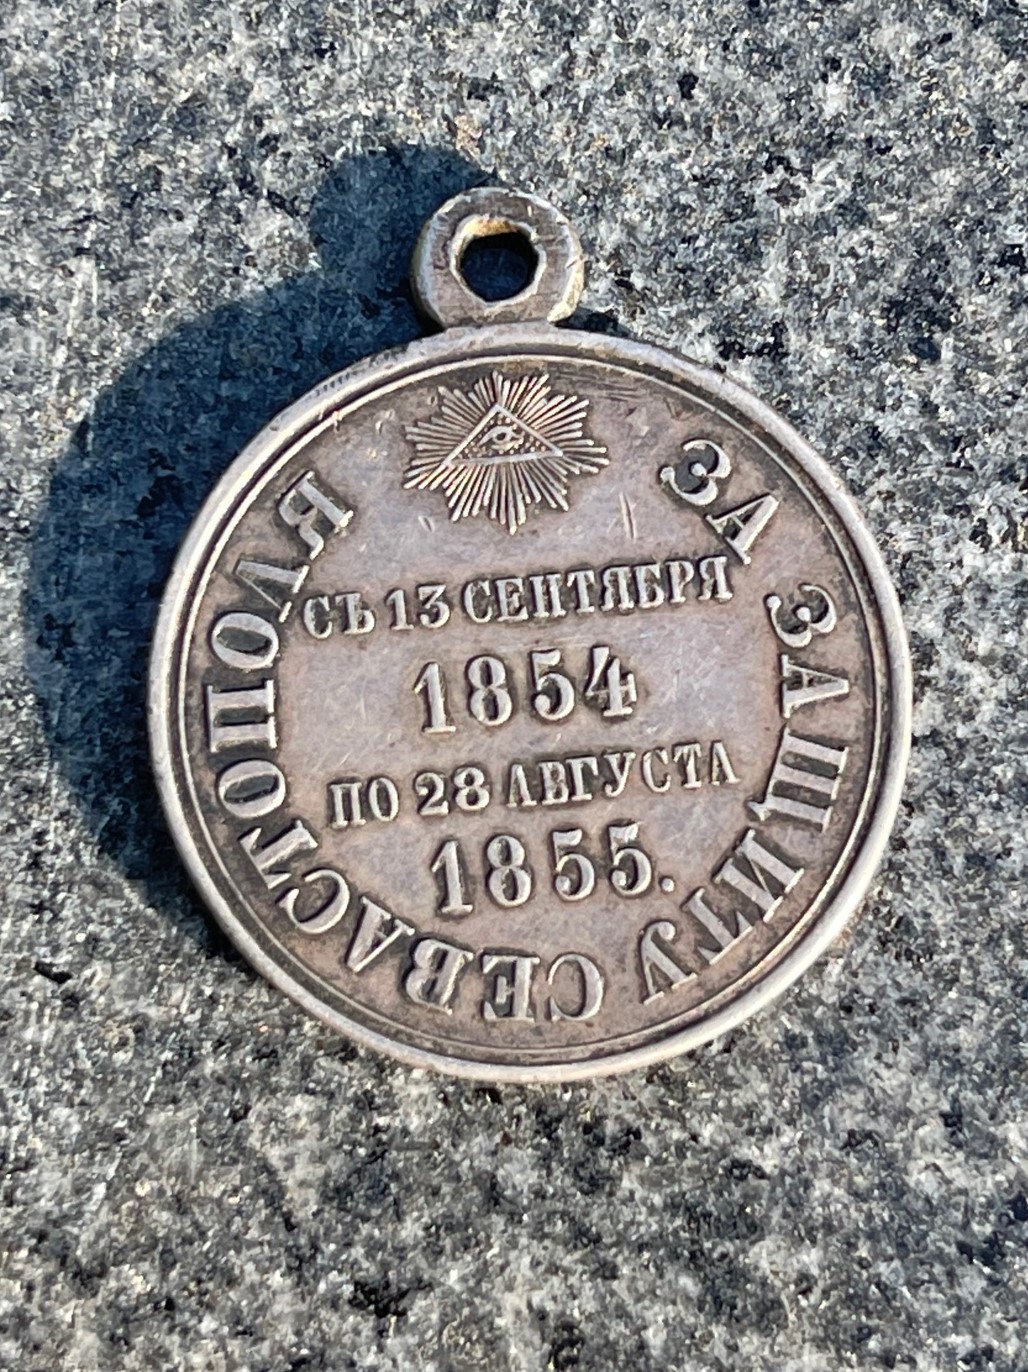 ЗА ЗАЩИТУ СЕВАСТОПОЛЯ
СЪ 13 СЕНТЯБРЯ
1854
ПО 28 АВГУСТА
1855.